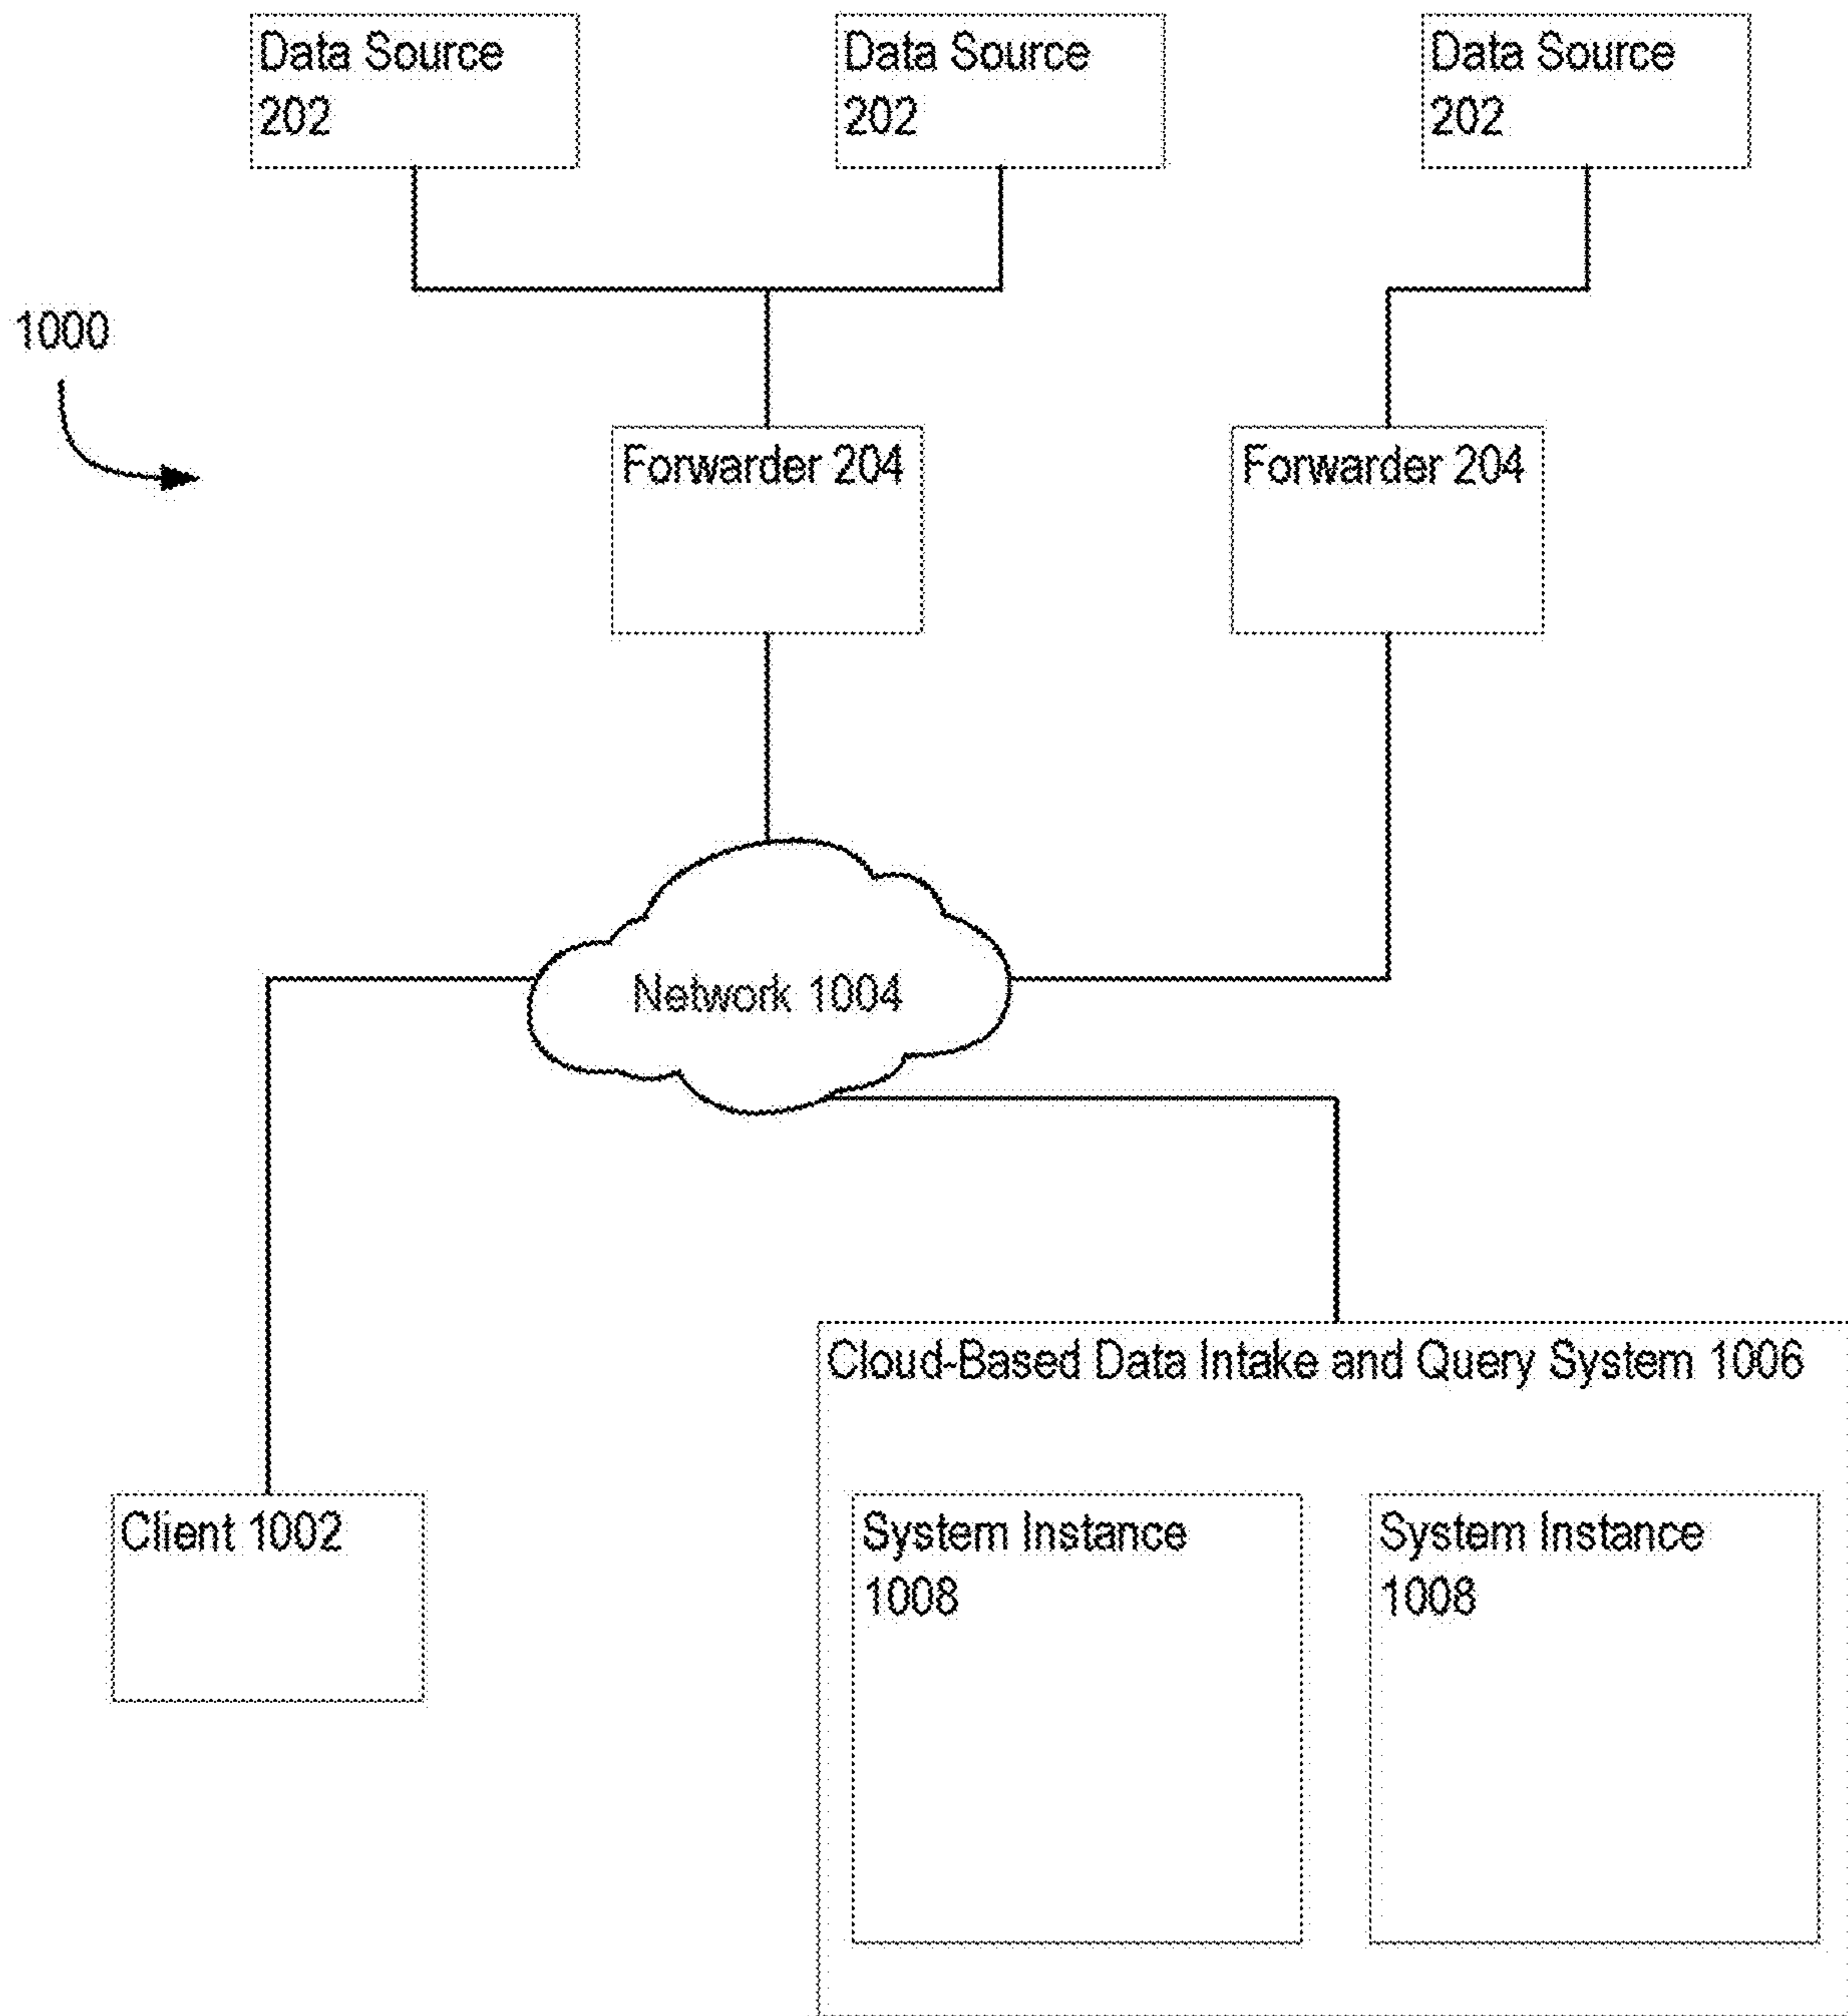 Data Source
202
Data Source
202
Data Source
202
1000
Forwarder 204
Forwarder 204
Network 1004
Cloud-Based Data Intake and Query System 1006
Client 1002
System Instance
1008
System Instance
1008